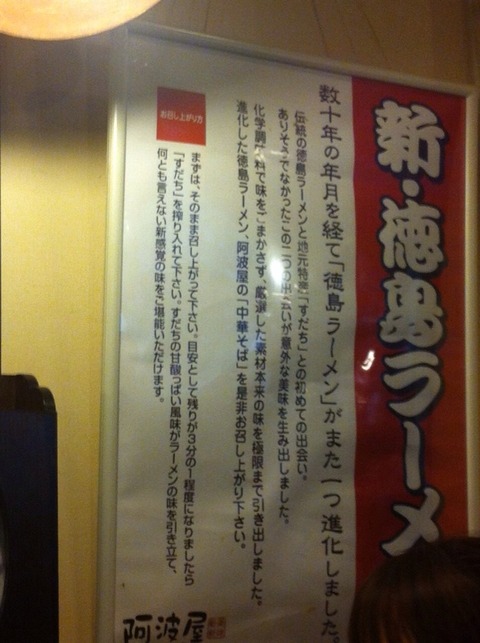 新・徳島ラーメ
数十年の年月を経て「徳島ラーメン」がまた一つ進化しました。
伝統の徳島ラーメンと地元特産「すだち」との初めての出会い。
ありそうでなかったこの二つの出会いが意外な美味を生み出しました。
化学調味料で味をごまかさず、厳選した素材本来の味を極限まで引き出しました。
進化した徳島ラーメン、阿波屋の「中華そば」を是非お召し上がり下さい。
お召し上がり方
まずは、そのまま召し上がって下さい。目安として残りが3分の1程度になりましたら
「すだち」を搾り入れて下さい。すだちの甘酸っぱい風味がラーメンの味を引き立て、
何とも言えない新感覚の味をご堪能いただけます。
阿波屋